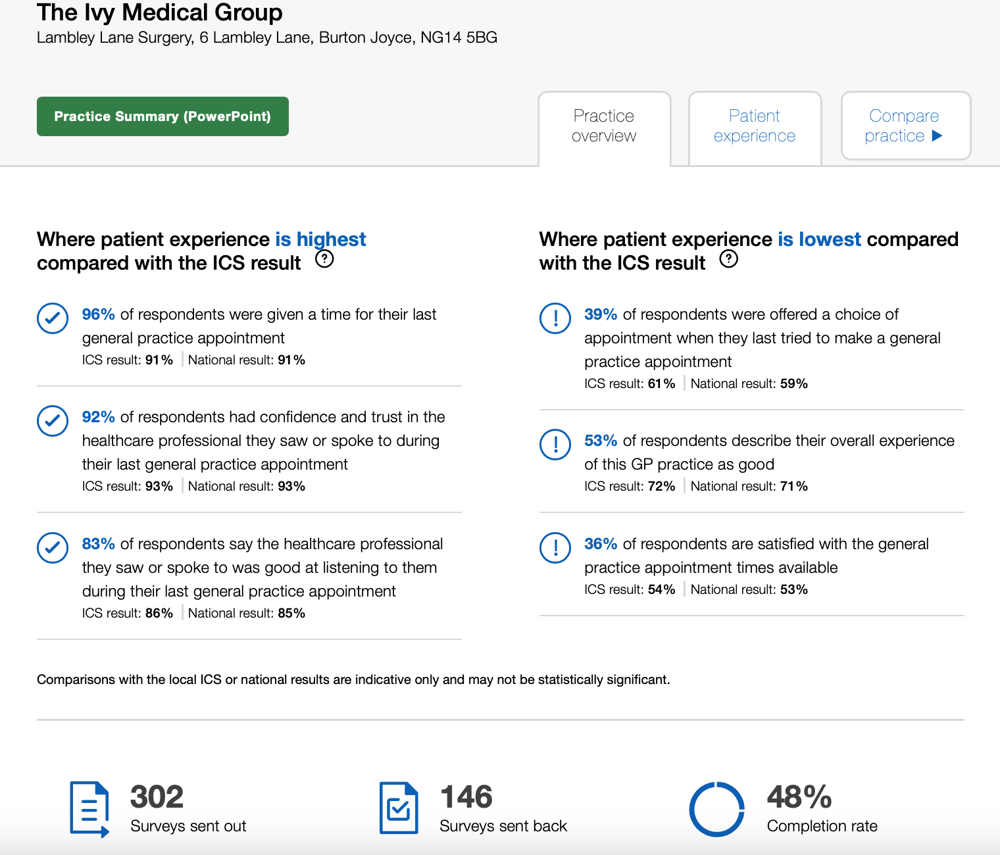 The Ivy Medical Group
Lambley Lane Surgery, 6 Lambley Lane, Burton Joyce, NG14 5BG
Practice Summary (PowerPoint)
Practice
overview
Patient
experience
Compare
practice ▶
Where patient experience is highest
compared with the ICS result ?
96% of respondents were given a time for their last
general practice appointment
ICS result: 91% | National result: 91%
92% of respondents had confidence and trust in the
healthcare professional they saw or spoke to during
their last general practice appointment
ICS result: 93% | National result: 93%
83% of respondents say the healthcare professional
they saw or spoke to was good at listening to them
during their last general practice appointment
ICS result: 86% | National result: 85%
Where patient experience is lowest compared
with the ICS result ?
! 39% of respondents were offered a choice of
appointment when they last tried to make a general
practice appointment
ICS result: 61% | National result: 59%
! 53% of respondents describe their overall experience
of this GP practice as good
ICS result: 72% | National result: 71%
! 36% of respondents are satisfied with the general
practice appointment times available
ICS result: 54% | National result: 53%
Comparisons with the local ICS or national results are indicative only and may not be statistically significant.
302
Surveys sent out
146
Surveys sent back
48%
Completion rate